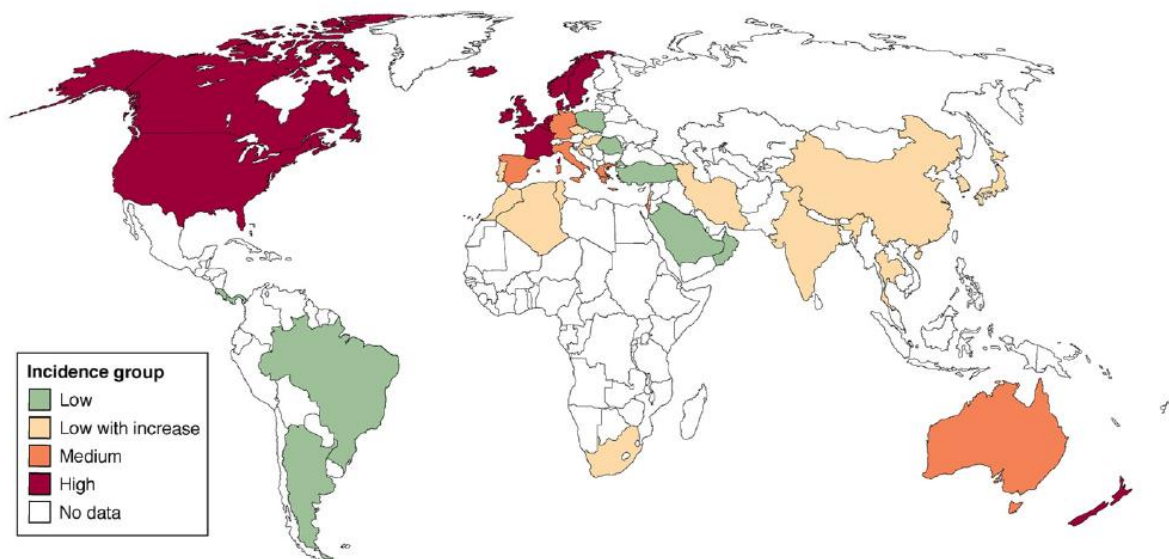 Incidence group
Low
Low with increase
Medium
High
No data